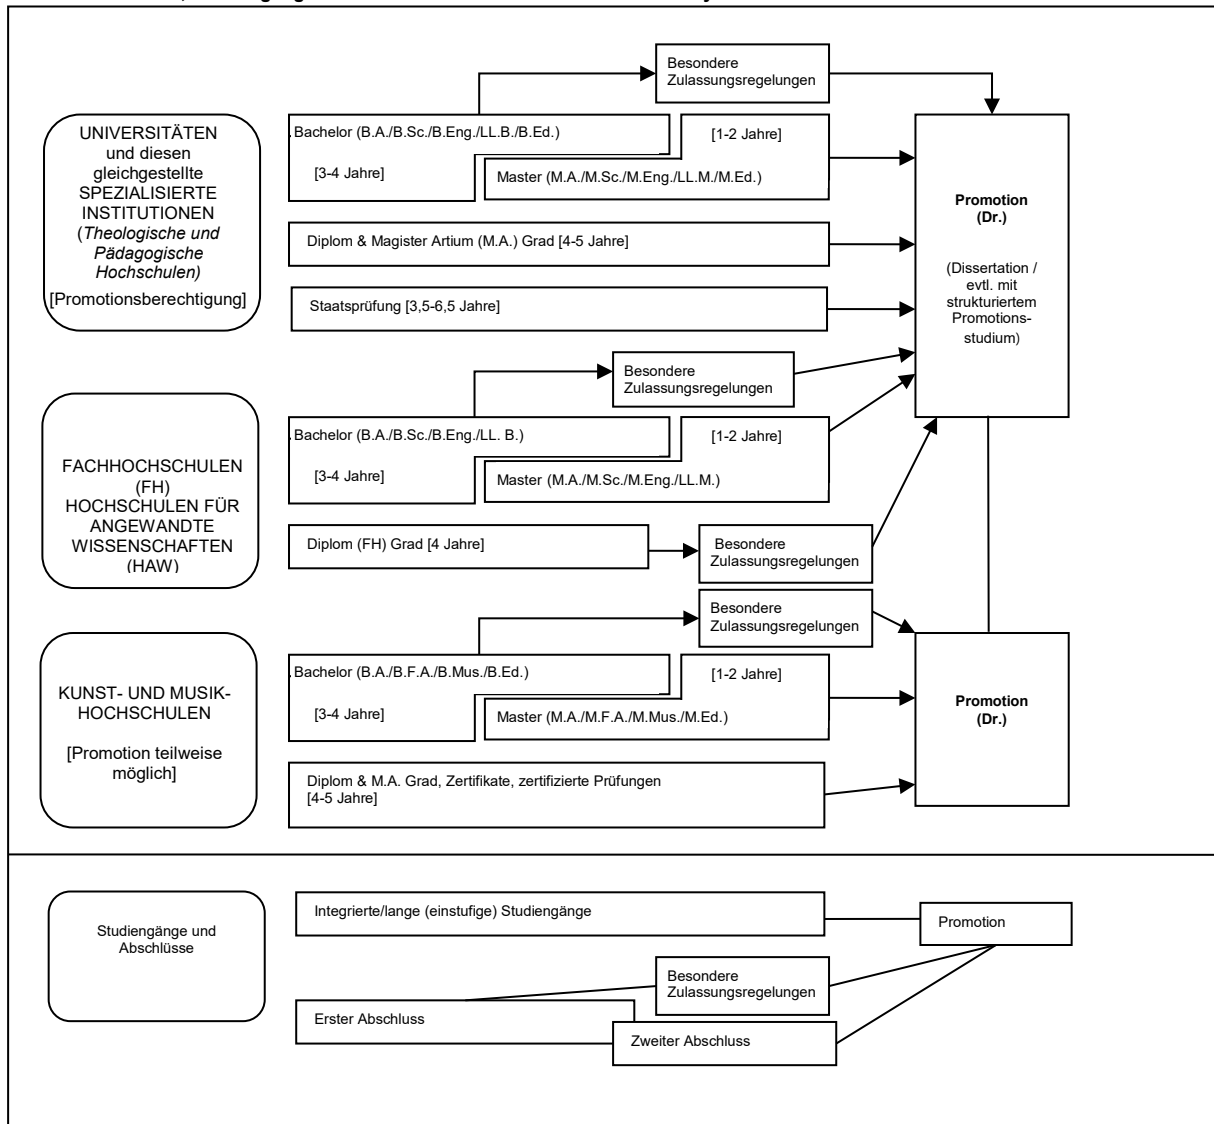 Besondere
Zulassungsregelungen
UNIVERSITÄTEN
und diesen
gleichgestellte
SPEZIALISIERTE
INSTITUTIONEN
(Theologische und
Pädagogische
Hochschulen)
[Promotionsberechtigung]
Bachelor (B.A./B.Sc./B.Eng./LL.B./B.Ed.)
[3-4 Jahre]
[1-2 Jahre]
Master (M.A./M.Sc./M.Eng./LL.M./M.Ed.)
Diplom & Magister Artium (M.A.) Grad [4-5 Jahre]
Staatsprüfung [3,5-6,5 Jahre]
Promotion
(Dr.)
(Dissertation /
evtl. mit
strukturiertem
Promotions-
studium)
Besondere
Zulassungsregelungen
FACHHOCHSCHULEN
(FH)
HOCHSCHULEN FÜR
ANGEWANDTE
WISSENSCHAFTEN
(HAW)
Bachelor (B.A./B.Sc./B.Eng./LL. B.)
[3-4 Jahre]
[1-2 Jahre]
Master (M.A./M.Sc./M.Eng./LL.M.)
Diplom (FH) Grad [4 Jahre]
Besondere
Zulassungsregelungen
Besondere
Zulassungsregelungen
KUNST- UND MUSIK-
HOCHSCHULEN
[Promotion teilweise
möglich]
Bachelor (B.A./B.F.A./B.Mus./B.Ed.)
[3-4 Jahre]
[1-2 Jahre]
Master (M.A./M.F.A./M.Mus./M.Ed.)
Diplom & M.A. Grad, Zertifikate, zertifizierte Prüfungen
[4-5 Jahre]
Promotion
(Dr.)
Studiengänge und
Abschlüsse
Integrierte/lange (einstufige) Studiengänge
Promotion
Besondere
Zulassungsregelungen
Erster Abschluss
Zweiter Abschluss